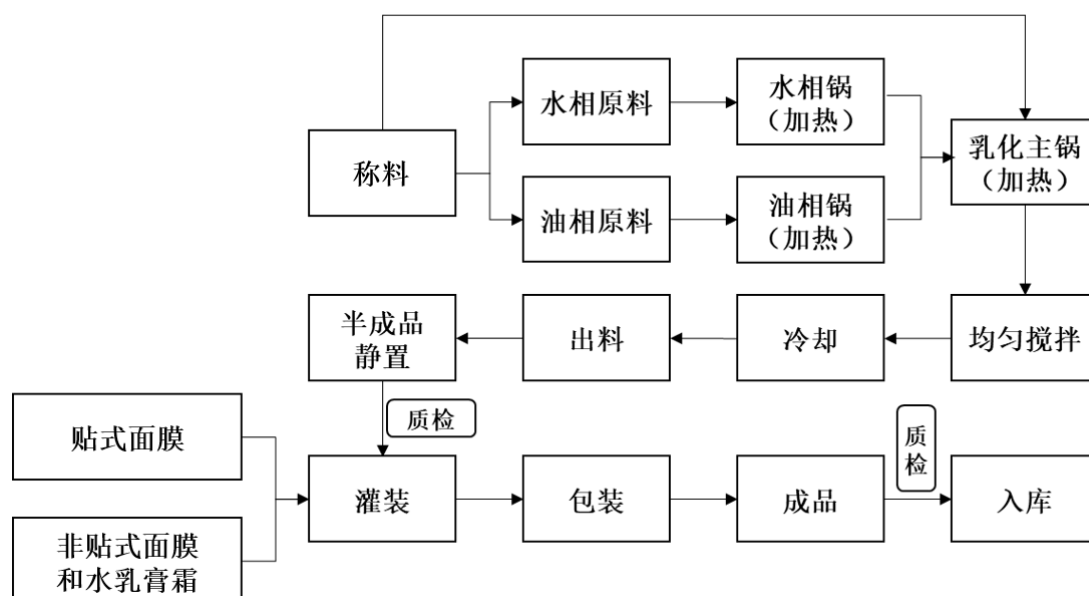 水相原料
水相锅
（加热）
称料
乳化主锅
（加热）
油相原料
油相锅
（加热）
半成品
静置
出料
冷却
均匀搅拌
质检
质
检
贴式面膜
灌装
包装
成品
入库
非贴式面膜
和水乳膏霜